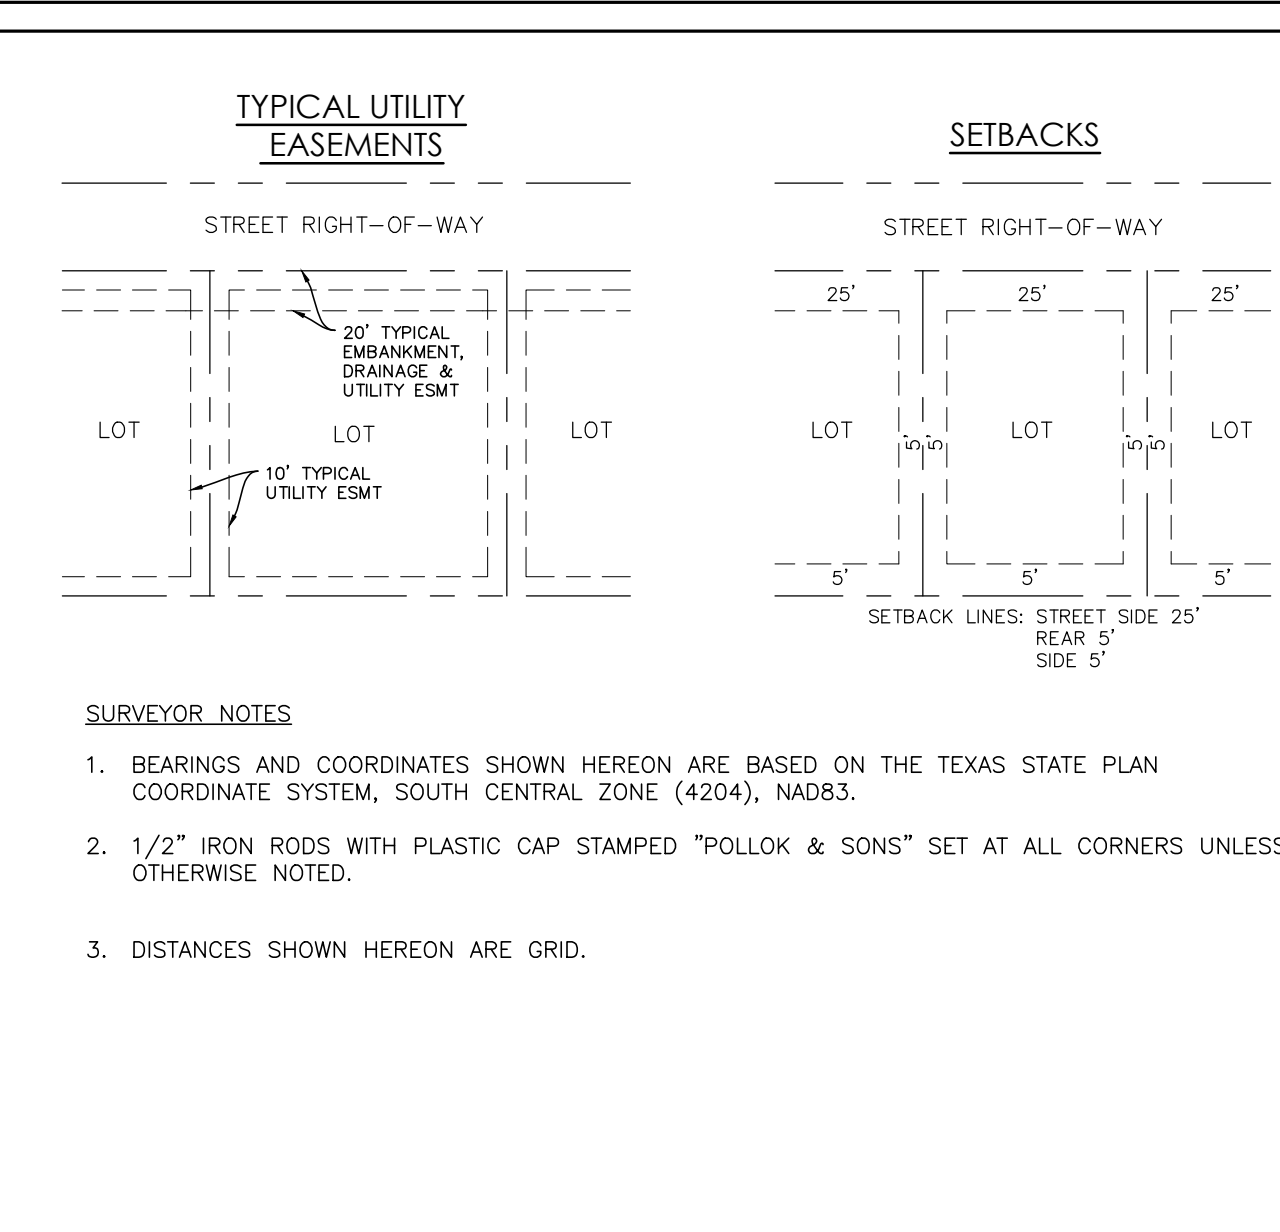 TYPICAL UTILITY
EASEMENTS
STREET RIGHT-OF-WAY
20' TYPICAL
EMBANKMENT,
DRAINAGE &
UTILITY ESMT
LOT
LOT
LOT
10' TYPICAL
UTILITY ESMT
SETBACKS
STREET RIGHT-OF-WAY
25'
25'
25'
LOT
5'
5'
LOT
5'
5'
LOT
5'
5'
5'
SETBACK LINES: STREET SIDE 25'
REAR 5'
SIDE 5'
SURVEYOR NOTES
1. BEARINGS AND COORDINATES SHOWN HEREON ARE BASED ON THE TEXAS STATE PLAN
COORDINATE SYSTEM, SOUTH CENTRAL ZONE (4204), NAD83.
2. 1/2" IRON RODS WITH PLASTIC CAP STAMPED "POLLOK & SONS" SET AT ALL CORNERS UNLESS
OTHERWISE NOTED.
3. DISTANCES SHOWN HEREON ARE GRID.